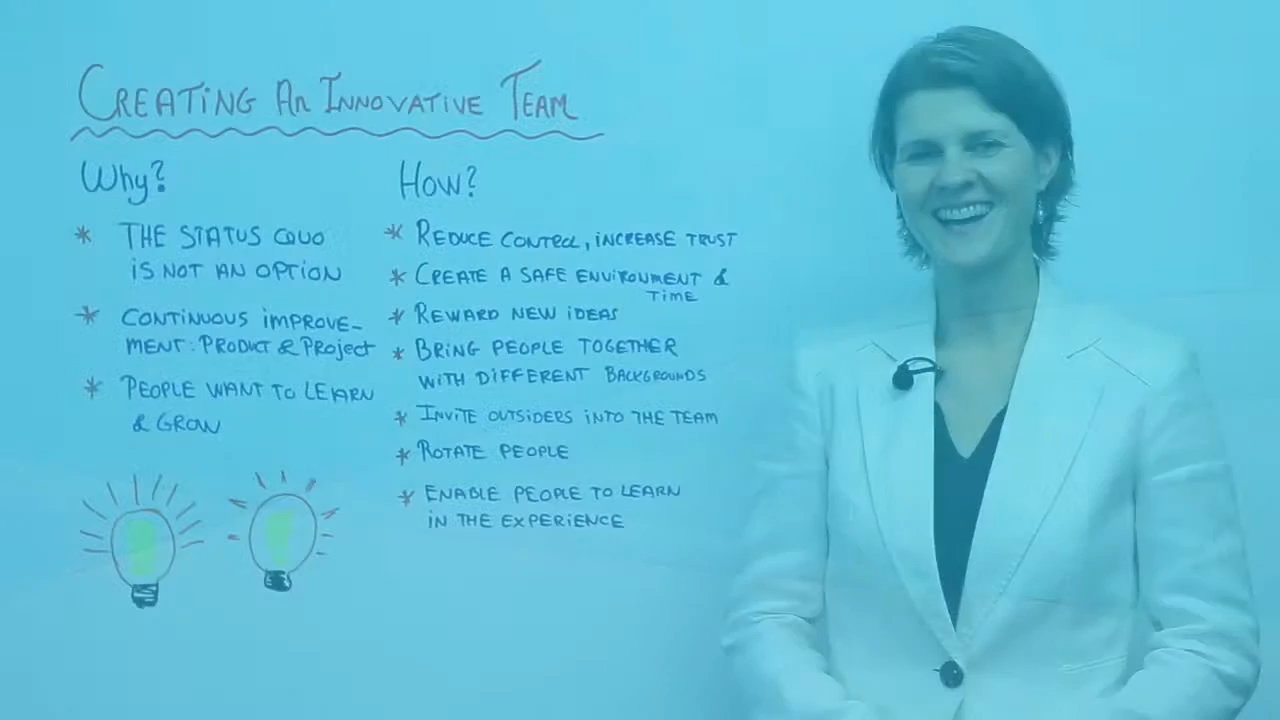 CREATING AN INNOVATIVE TEAM
Why?
* THE STATUS QUO
IS NOT AN OPTION
* CONTINUOUS IMPROVE-
MENT: PRODUCT & PROJECT
* PEOPLE WANT TO LEARN
& GROW
How?
* REDUCE CONTROL, INCREASE TRUST
* CREATE A SAFE ENVIRONMENT &
TIME
* REWARD NEW IDEAS
* BRING PEOPLE TOGETHER
WITH DIFFERENT BACKGROUNDS
* INVITE OUTSIDERS INTO THE TEAM
* ROTATE PEOPLE
* ENABLE PEOPLE TO LEARN
IN THE EXPERIENCE